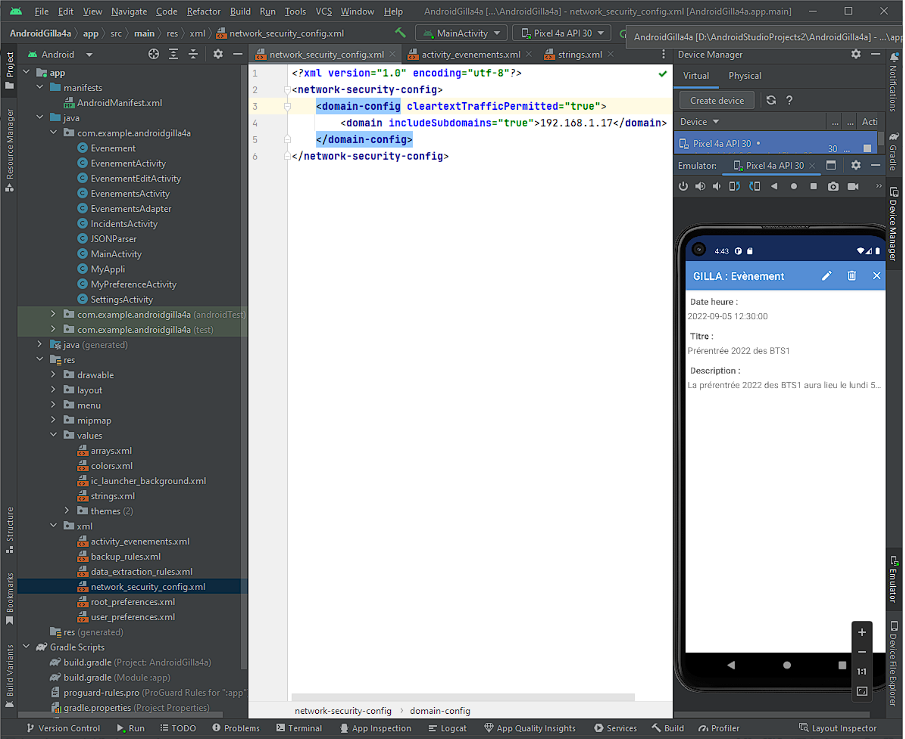 File Edit View Navigate Code Refactor Build Run Tools VCS Window Help AndroidGilla4a [...\AndroidGilla4a] - network_security_config.xml [AndroidGilla4a.app.main]
AndroidGilla4a app src main res xml network_security_config.xml MainActivity Pixel 4a API 30
AndroidGilla4a [D:\AndroidStudioProjects2\AndroidGilla4a] - ...\app
Project
Resource Manager
Structure
Bookmarks
Build Variants
Android
app
manifests
AndroidManifest.xml
java
com.example.androidgilla4a
Evenement
EvenementActivity
EvenementEditActivity
EvenementsActivity
EvenementsAdapter
IncidentsActivity
JSONParser
MainActivity
MyAppli
MyPreferenceActivity
SettingsActivity
com.example.androidgilla4a (androidTest)
com.example.androidgilla4a (test)
java (generated)
res
drawable
layout
menu
mipmap
values
arrays.xml
colors.xml
ic_launcher_background.xml
strings.xml
themes (2)
xml
activity_evenements.xml
backup_rules.xml
data_extraction_rules.xml
network_security_config.xml
root_preferences.xml
user_preferences.xml
res (generated)
Gradle Scripts
build.gradle (Project: AndroidGilla4a)
build.gradle (Module :app)
proguard-rules.pro (ProGuard Rules for ":app"
gradle.properties (Project Properties)
network_security_config.xml activity_evenements.xml strings.xml
1 <?xml version="1.0" encoding="utf-8"?>
2 <network-security-config>
3 <domain-config cleartextTrafficPermitted="true">
4 <domain includeSubdomains="true">192.168.1.17</domain>
5 </domain-config>
6 </network-security-config>
network-security-config › domain-config
Device Manager
Virtual Physical
Create device ?
Device ... ... Acti
Pixel 4a API 30 30 ...
Emulator: Pixel 4a API 30
4:43
GILLA : Evènement
Date heure :
2022-09-05 12:30:00
Titre :
Prérentrée 2022 des BTS1
Description :
La prérentrée 2022 des BTS1 aura lieu le lundi 5...
+
−
1:1
Notifications
Gradle
Device Manager
Emulator
Device File Explorer
Version Control Run TODO Problems Terminal App Inspection Logcat App Quality Insights Services Build Profiler Layout Inspector